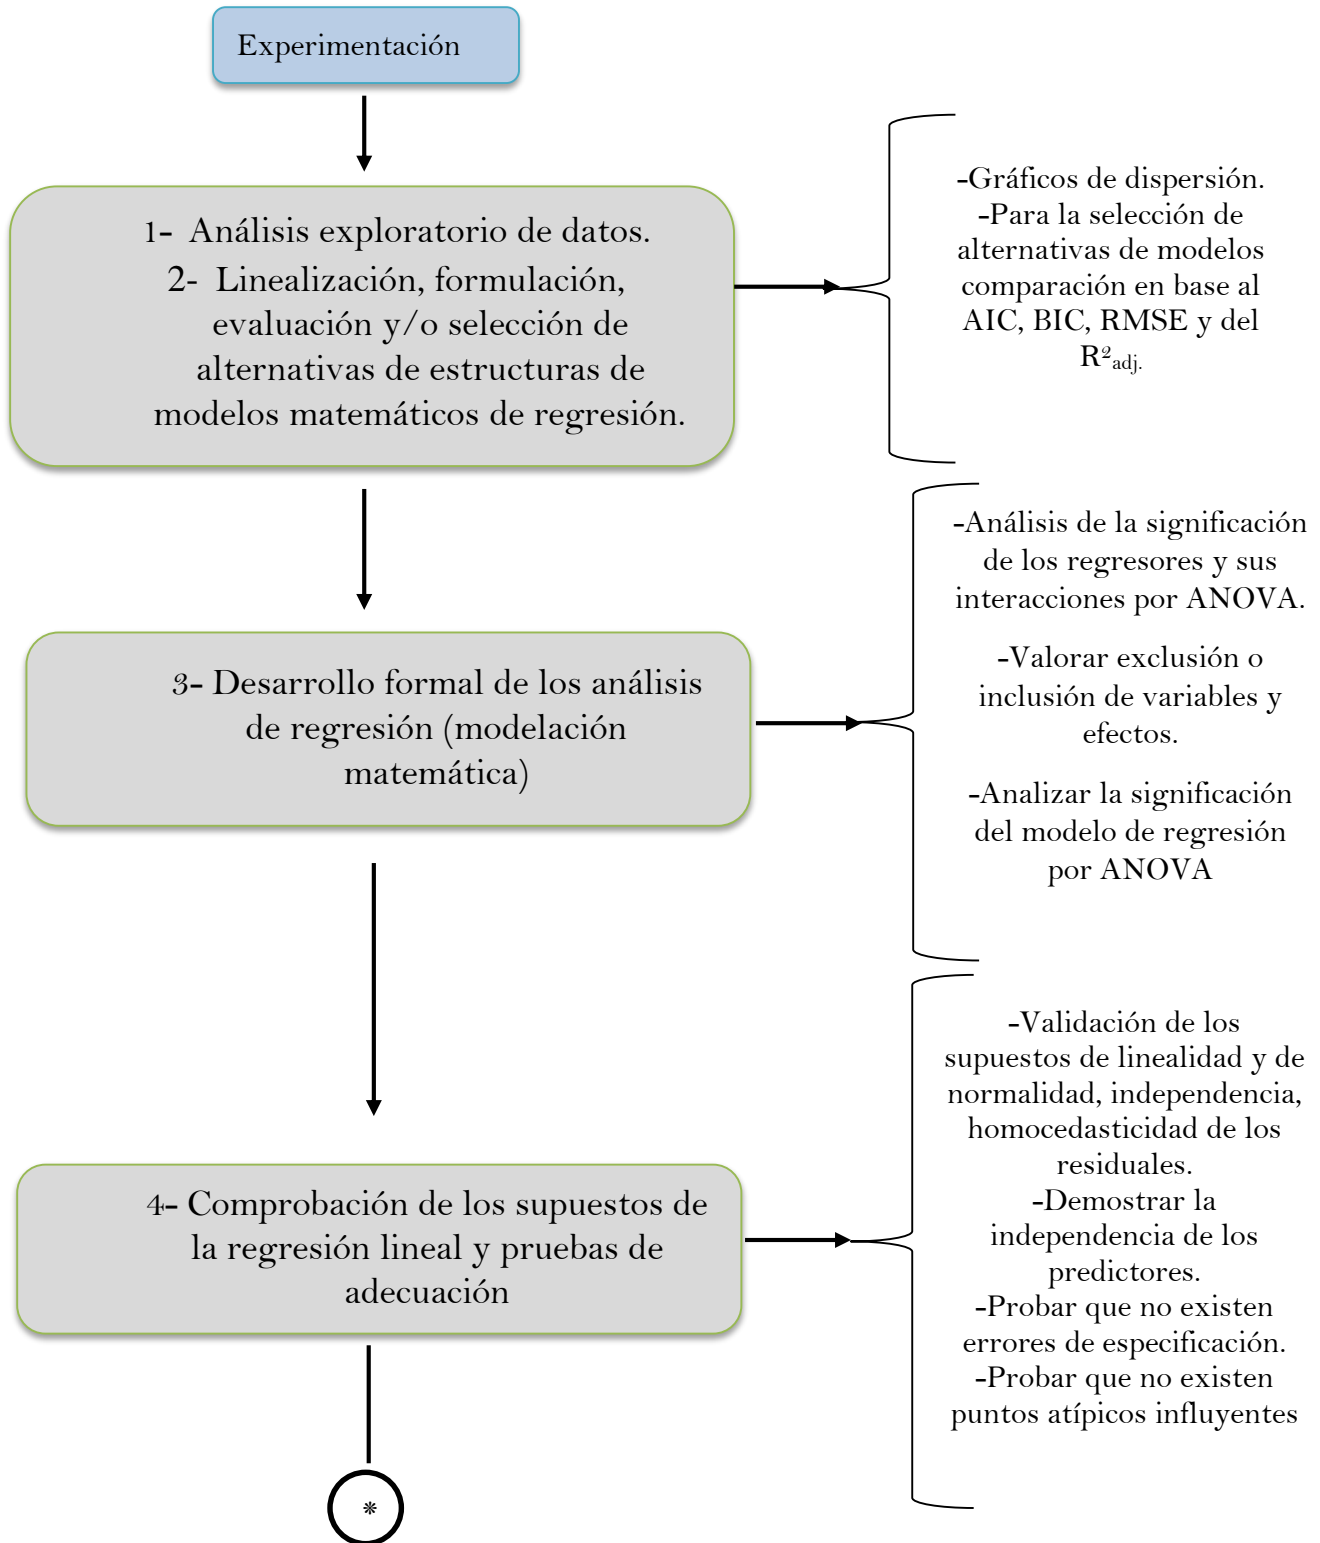 Experimentación
1- Análisis exploratorio de datos.
2- Linealización, formulación,
evaluación y/o selección de
alternativas de estructuras de
modelos matemáticos de regresión.
-Gráficos de dispersión.
-Para la selección de
alternativas de modelos
comparación en base al
AIC, BIC, RMSE y del
R²adj.
3- Desarrollo formal de los análisis
de regresión (modelación
matemática)
-Análisis de la significación
de los regresores y sus
interacciones por ANOVA.
-Valorar exclusión o
inclusión de variables y
efectos.
-Analizar la significación
del modelo de regresión
por ANOVA
4- Comprobación de los supuestos de
la regresión lineal y pruebas de
adecuación
-Validación de los
supuestos de linealidad y de
normalidad, independencia,
homocedasticidad de los
residuales.
-Demostrar la
independencia de los
predictores.
-Probar que no existen
errores de especificación.
-Probar que no existen
puntos atípicos influyentes
*